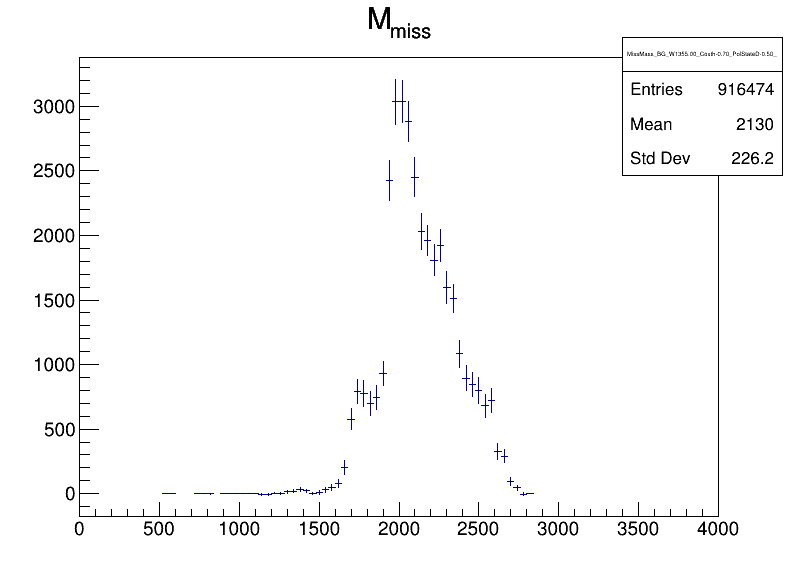 M_miss
MissMass_BG_W1355.00_Costh-0.70_PolStateD-0.50_
Entries 916474
Mean 2130
Std Dev 226.2
3000
2500
2000
1500
1000
500
0
0 500 1000 1500 2000 2500 3000 3500 4000